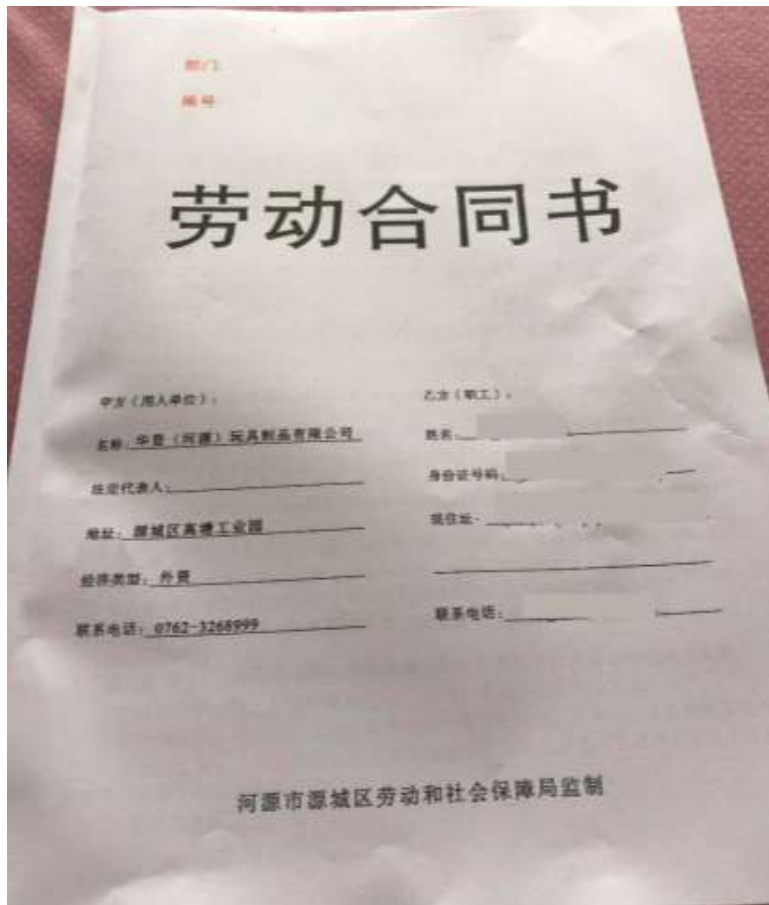 部门:
编号:
劳动合同书
甲方（用人单位）：
名称：华登（河源）玩具制品有限公司
法定代表人：
地址：源城区高塘工业园
经济类型：外资
联系电话：0762-3268999
乙方（职工）：
姓名：
身份证号码：
现住址：
联系电话：
河源市源城区劳动和社会保障局监制